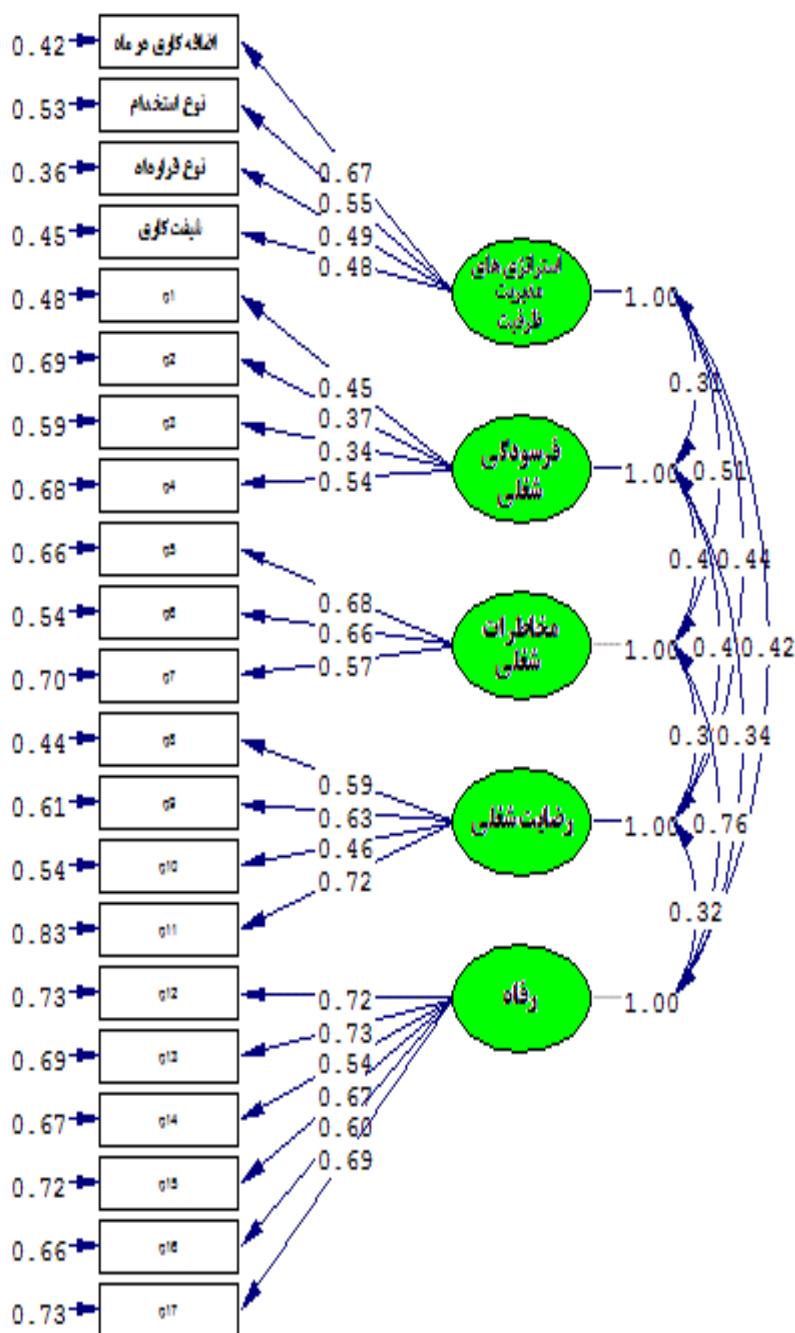 0.42
اضافه کاری در ماه
0.53
نوع استخدام
0.36
نوع قرارداد
0.45
شیفت کاری
0.48
q1
0.69
q2
0.59
q3
0.68
q4
0.66
q5
0.54
q6
0.70
q7
0.44
q8
0.61
q9
0.54
q10
0.83
q11
0.73
q12
0.69
q13
0.67
q14
0.72
q15
0.66
q16
0.73
q17
0.67
0.55
0.49
0.48
0.45
0.37
0.34
0.54
0.68
0.66
0.57
0.59
0.63
0.46
0.72
0.72
0.73
0.54
0.67
0.60
0.69
استراتژی های
مدیریت
ظرفیت
فرسودگی
شغلی
مخاطرات
شغلی
رضایت شغلی
رفاه
1.00
1.00
1.00
1.00
1.00
0.51
0.44
0.42
0.34
0.76
0.32